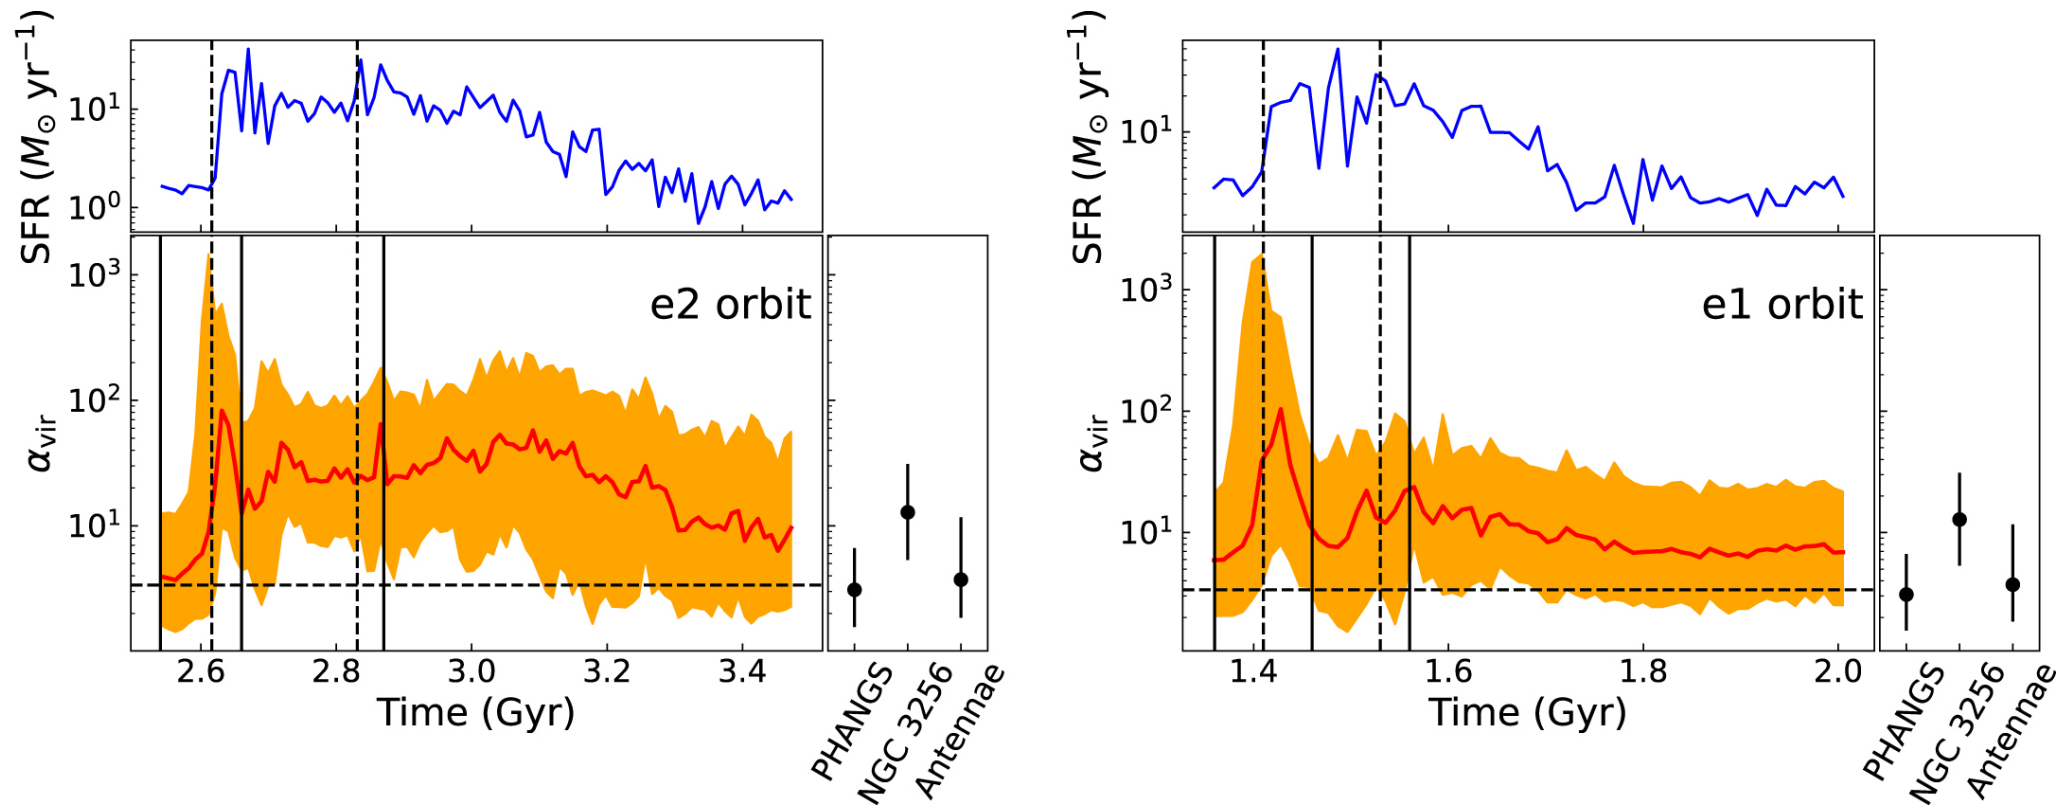 SFR (M⊙ yr⁻¹)
10¹
10⁰
e2 orbit
α_vir
10³
10²
10¹
2.6 2.8 3.0 3.2 3.4
Time (Gyr)
PHANGS
NGC 3256
Antennae
SFR (M⊙ yr⁻¹)
10¹
e1 orbit
α_vir
10³
10²
10¹
1.4 1.6 1.8 2.0
Time (Gyr)
PHANGS
NGC 3256
Antennae